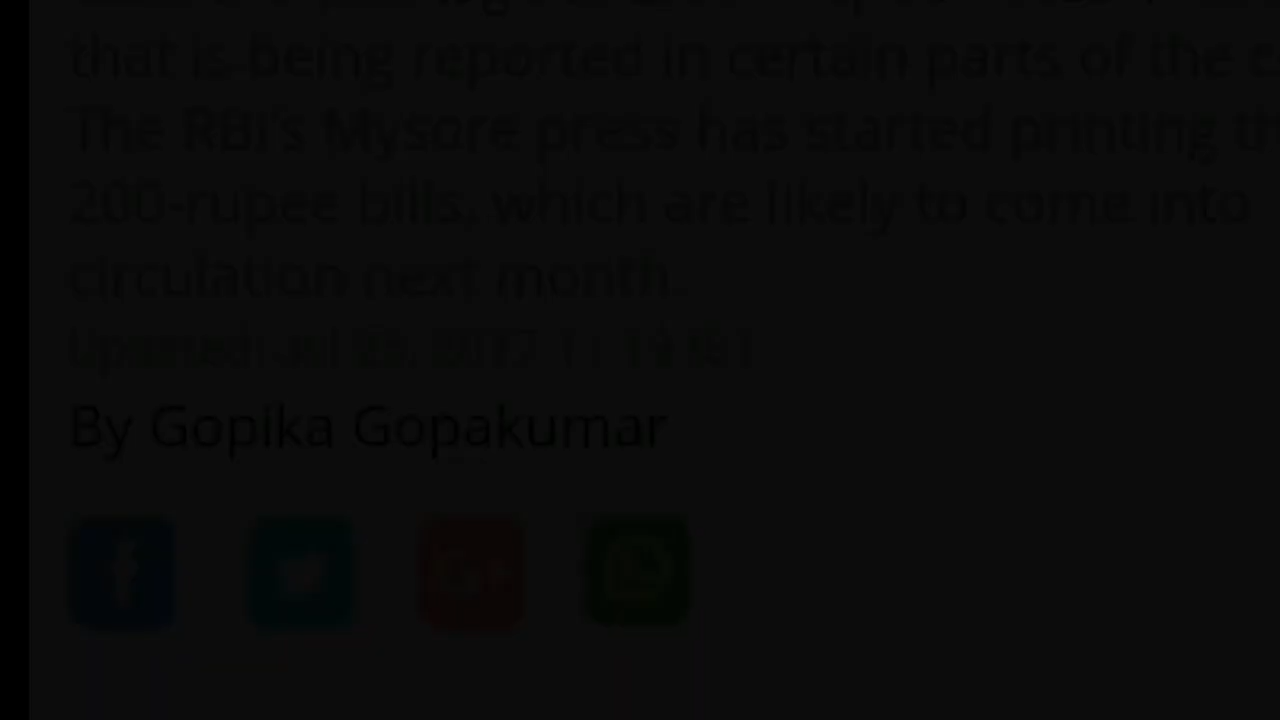 that is being reported in certain parts of the
The RBI's Mysore press has started printing
200-rupee bills, which are likely to come into
circulation next month.
By Gopika Gopakumar